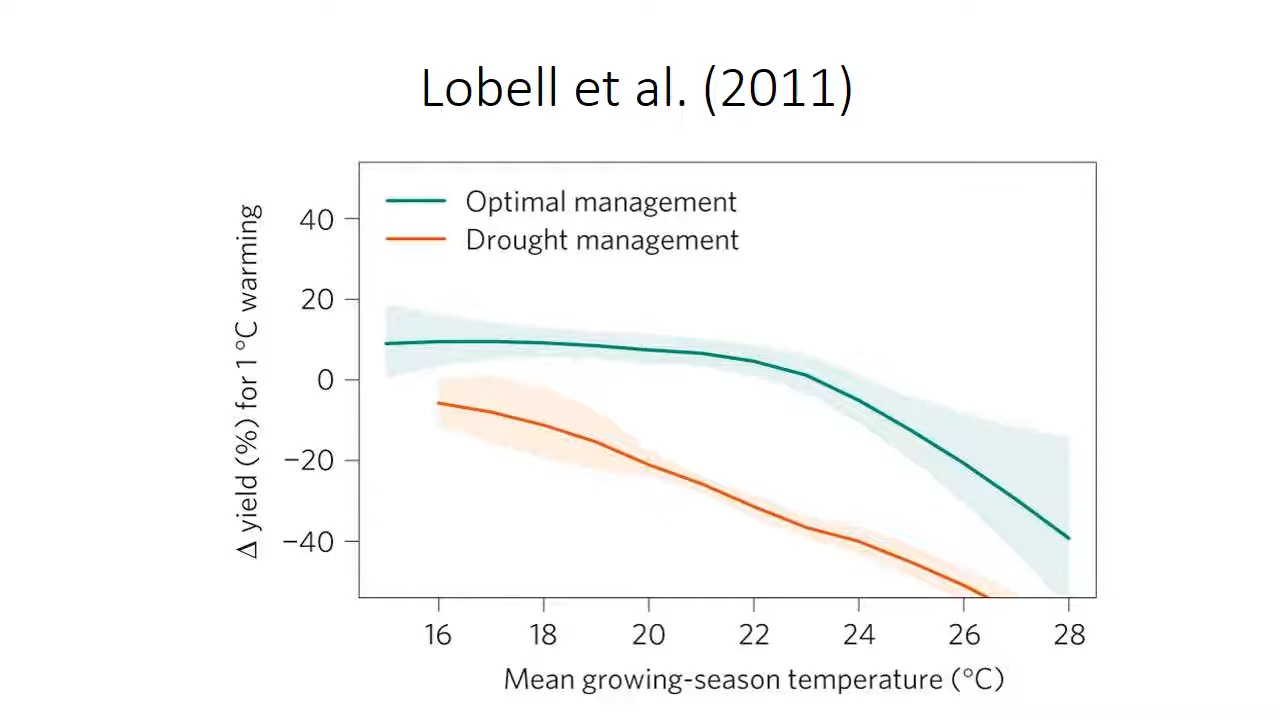 Lobell et al. (2011)
Optimal management
Drought management
Δ yield (%) for 1 °C warming
40
20
0
−20
−40
16 18 20 22 24 26 28
Mean growing-season temperature (°C)